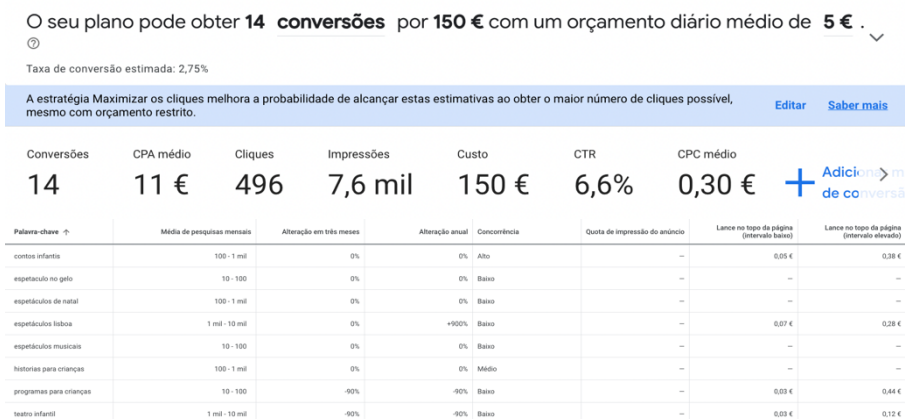 O seu plano pode obter 14 conversões por 150 € com um orçamento diário médio de 5 € .
Taxa de conversão estimada: 2,75%
A estratégia Maximizar os cliques melhora a probabilidade de alcançar estas estimativas ao obter o maior número de cliques possível,
mesmo com orçamento restrito.
Editar Saber mais
Conversões CPA médio Cliques Impressões Custo CTR CPC médio
14 11 € 496 7,6 mil 150 € 6,6% 0,30 €
Adicionar m
de conversã
Palavra-chave Média de pesquisas mensais Alteração em três meses Alteração anual Concorrência Quota de impressão do anúncio Lance no topo da página (intervalo baixo) Lance no topo da página (intervalo elevado)
contos infantis 100 - 1 mil 0% 0% Alto – 0,05 € 0,38 €
espetaculo no gelo 10 - 100 0% 0% Baixo – – –
espetáculos de natal 100 - 1 mil 0% 0% Baixo – – –
espetáculos lisboa 1 mil - 10 mil 0% +900% Baixo – 0,07 € 0,28 €
espetáculos musicais 10 - 100 0% 0% Baixo – – –
historias para crianças 100 - 1 mil 0% 0% Médio – – –
programas para crianças 10 - 100 -90% -90% Baixo – 0,03 € 0,44 €
teatro infantil 1 mil - 10 mil -90% -90% Baixo – 0,03 € 0,12 €